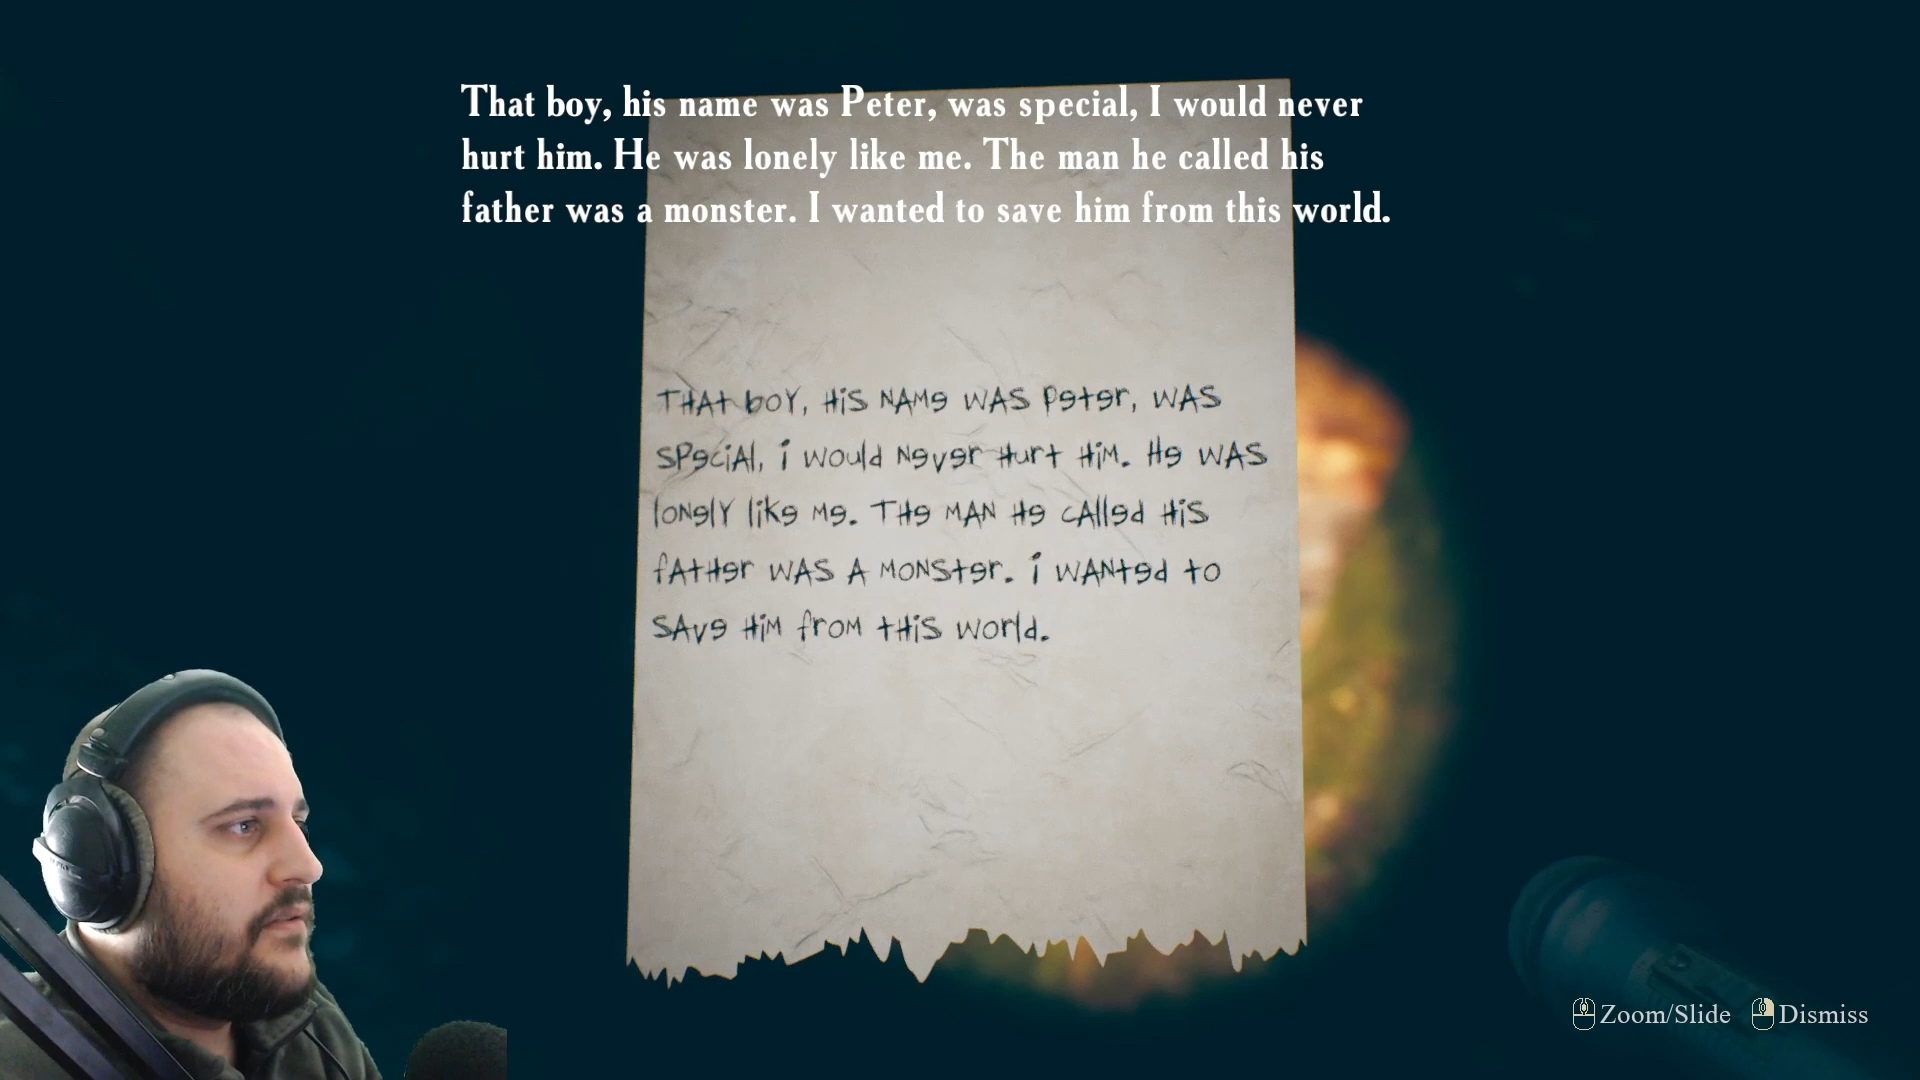 That boy, his name was Peter, was special, I would never
hurt him. He was lonely like me. The man he called his
father was a monster. I wanted to save him from this world.
THAt boY, HiS NAMe WAS Peter, WAS
SPeciAl, i would Never Hurt HiM. He WAS
loNelY like Me. THe MAN He cAlled HiS
fAtHer WAS A MONSter. i WANted to
SAve HiM froM tHiS world.
Zoom/Slide Dismiss